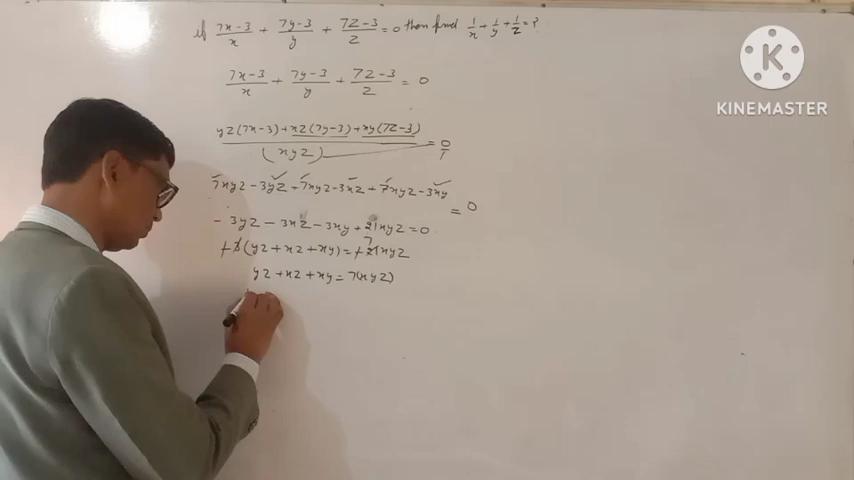 if 7x-3/x + 7y-3/y + 7z-3/z = 0 then find 1/x + 1/y + 1/z = ?
7x-3/x + 7y-3/y + 7z-3/z = 0
yz(7x-3)+xz(7y-3)+xy(7z-3)/(xyz) = 0/1
7xyz-3yz+7xyz-3xz+7xyz-3xy = 0
-3yz-3xz-3xy+21xyz=0
+3(yz+xz+xy)=+21xyz
7
yz+xz+xy=7(xyz)
K
KINEMASTER